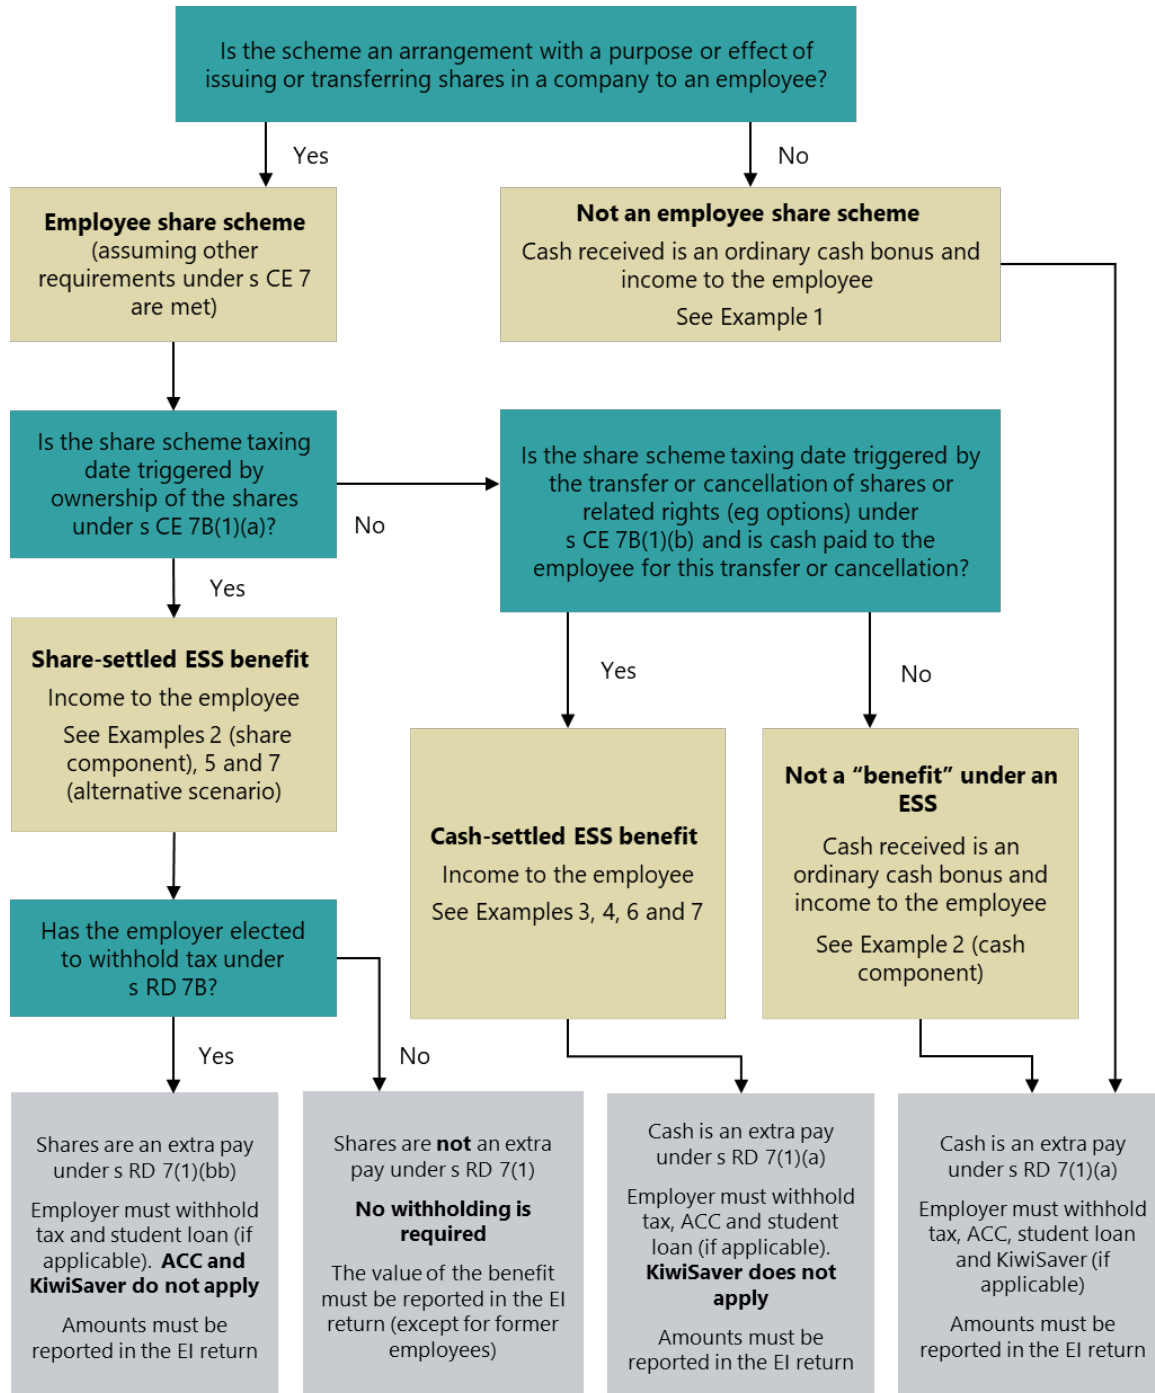 Is the scheme an arrangement with a purpose or effect of
issuing or transferring shares in a company to an employee?
Yes
No
Employee share scheme
(assuming other
requirements under s CE 7
are met)
Not an employee share scheme
Cash received is an ordinary cash bonus and
income to the employee
See Example 1
Is the share scheme taxing
date triggered by
ownership of the shares
under s CE 7B(1)(a)?
No
Is the share scheme taxing date triggered by
the transfer or cancellation of shares or
related rights (eg options) under
s CE 7B(1)(b) and is cash paid to the
employee for this transfer or cancellation?
Yes
Yes
No
Share-settled ESS benefit
Income to the employee
See Examples 2 (share
component), 5 and 7
(alternative scenario)
Cash-settled ESS benefit
Income to the employee
See Examples 3, 4, 6 and 7
Not a “benefit” under an
ESS
Cash received is an
ordinary cash bonus and
income to the employee
See Example 2 (cash
component)
Has the employer elected
to withhold tax under
s RD 7B?
Yes
No
Shares are an extra pay
under s RD 7(1)(bb)
Employer must withhold
tax and student loan (if
applicable). ACC and
KiwiSaver do not apply
Amounts must be
reported in the EI return
Shares are not an extra
pay under s RD 7(1)
No withholding is
required
The value of the benefit
must be reported in the EI
return (except for former
employees)
Cash is an extra pay
under s RD 7(1)(a)
Employer must withhold
tax, ACC and student
loan (if applicable).
KiwiSaver does not
apply
Amounts must be
reported in the EI return
Cash is an extra pay
under s RD 7(1)(a)
Employer must withhold
tax, ACC, student loan
and KiwiSaver (if
applicable)
Amounts must be
reported in the EI return